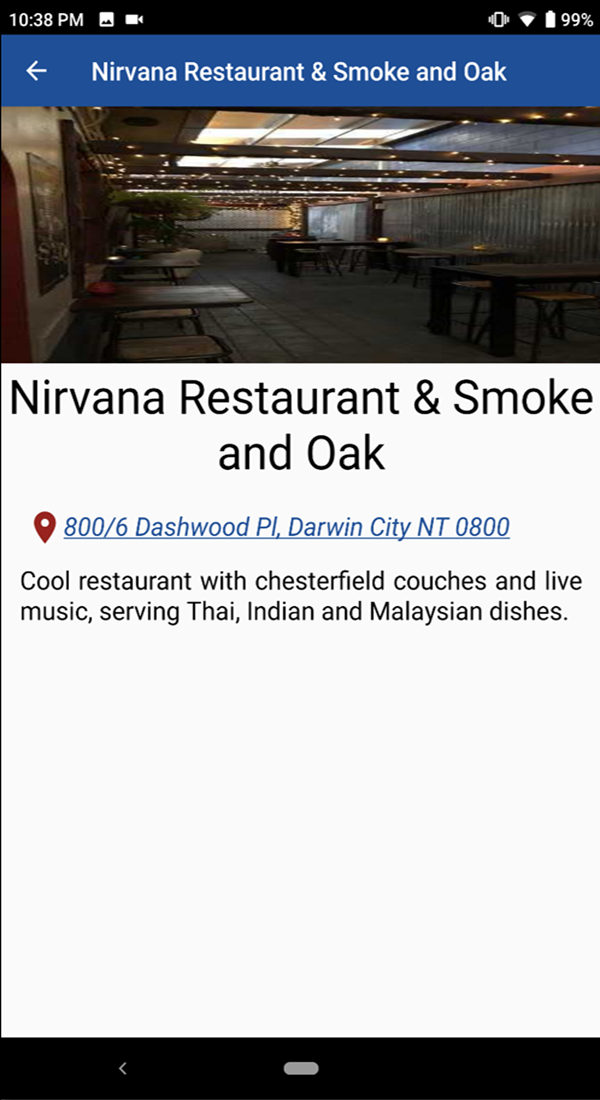 10:38 PM 99%
Nirvana Restaurant & Smoke and Oak
Nirvana Restaurant & Smoke
and Oak
800/6 Dashwood Pl, Darwin City NT 0800
Cool restaurant with chesterfield couches and live
music, serving Thai, Indian and Malaysian dishes.